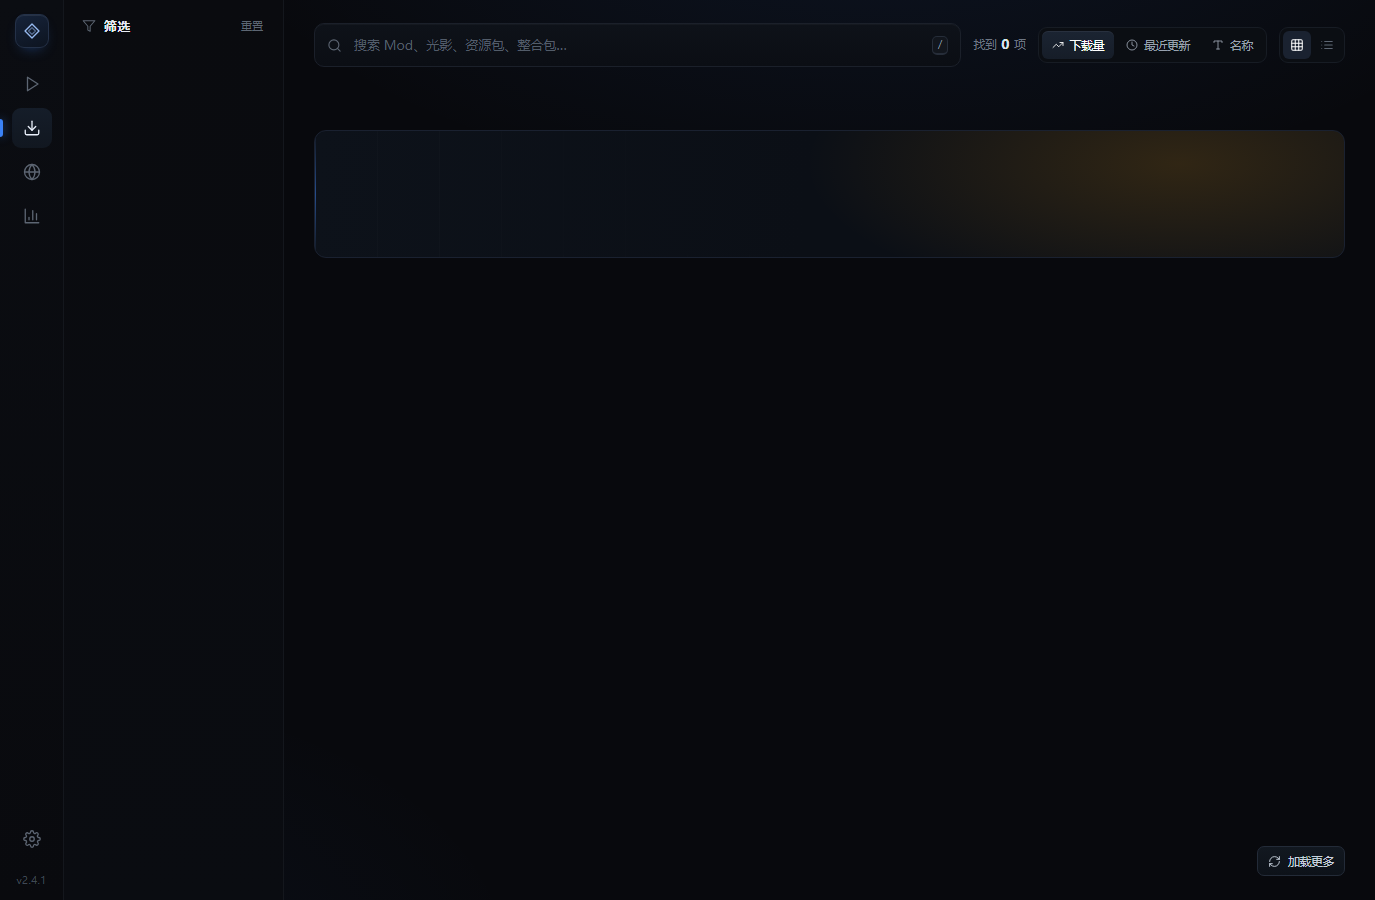 筛选
重置
搜索 Mod、光影、资源包、整合包...
/
找到 0 项
下载量
最近更新
名称
加载更多
v2.4.1